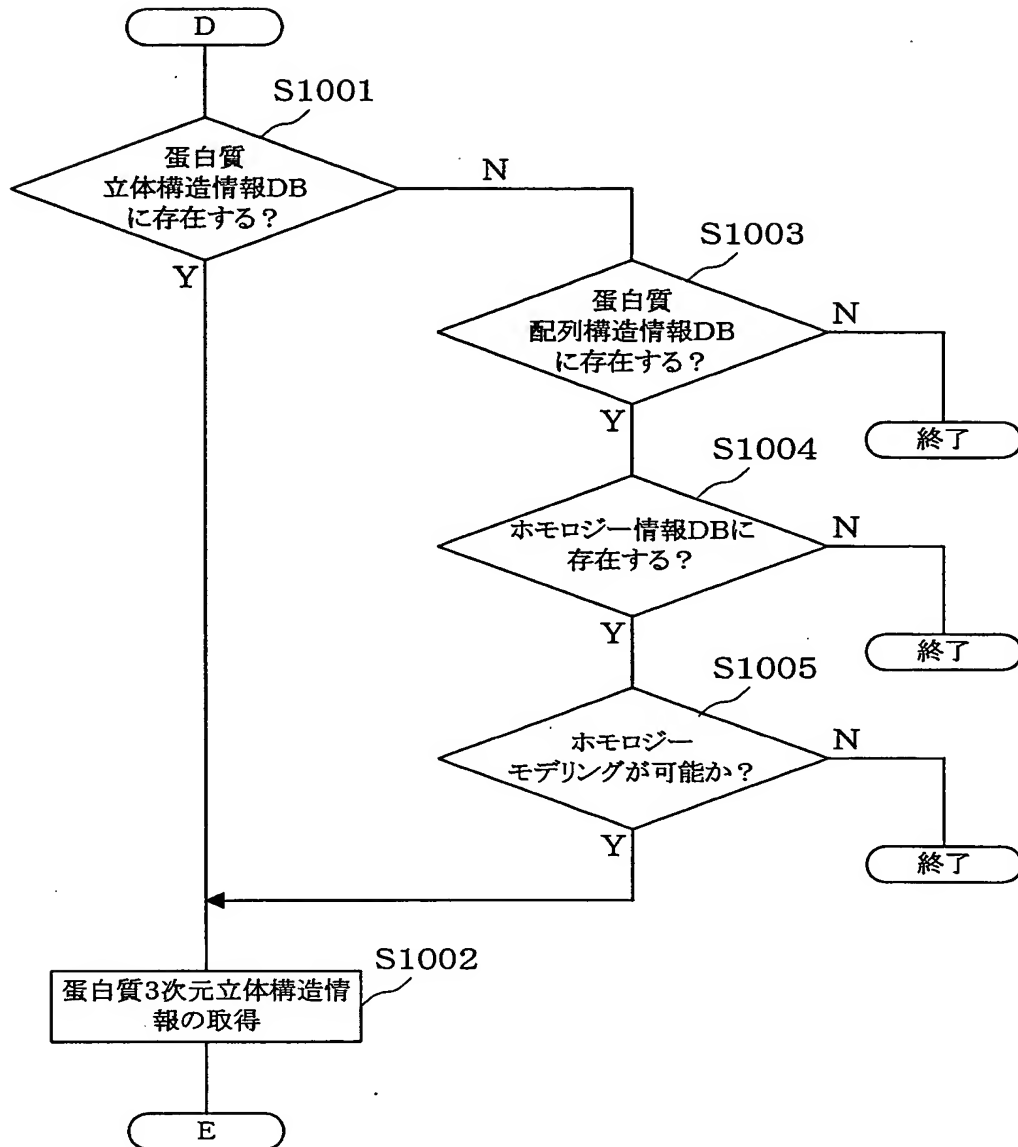 D
S1001
蛋白質
立体構造情報DB
に存在する?
N
Y
S1003
蛋白質
配列構造情報DB
に存在する?
N
Y
終了
S1004
ホモロジー情報DBに
存在する?
N
Y
終了
S1005
ホモロジー
モデリングが可能か?
N
Y
終了
S1002
蛋白質3次元立体構造情
報の取得
E